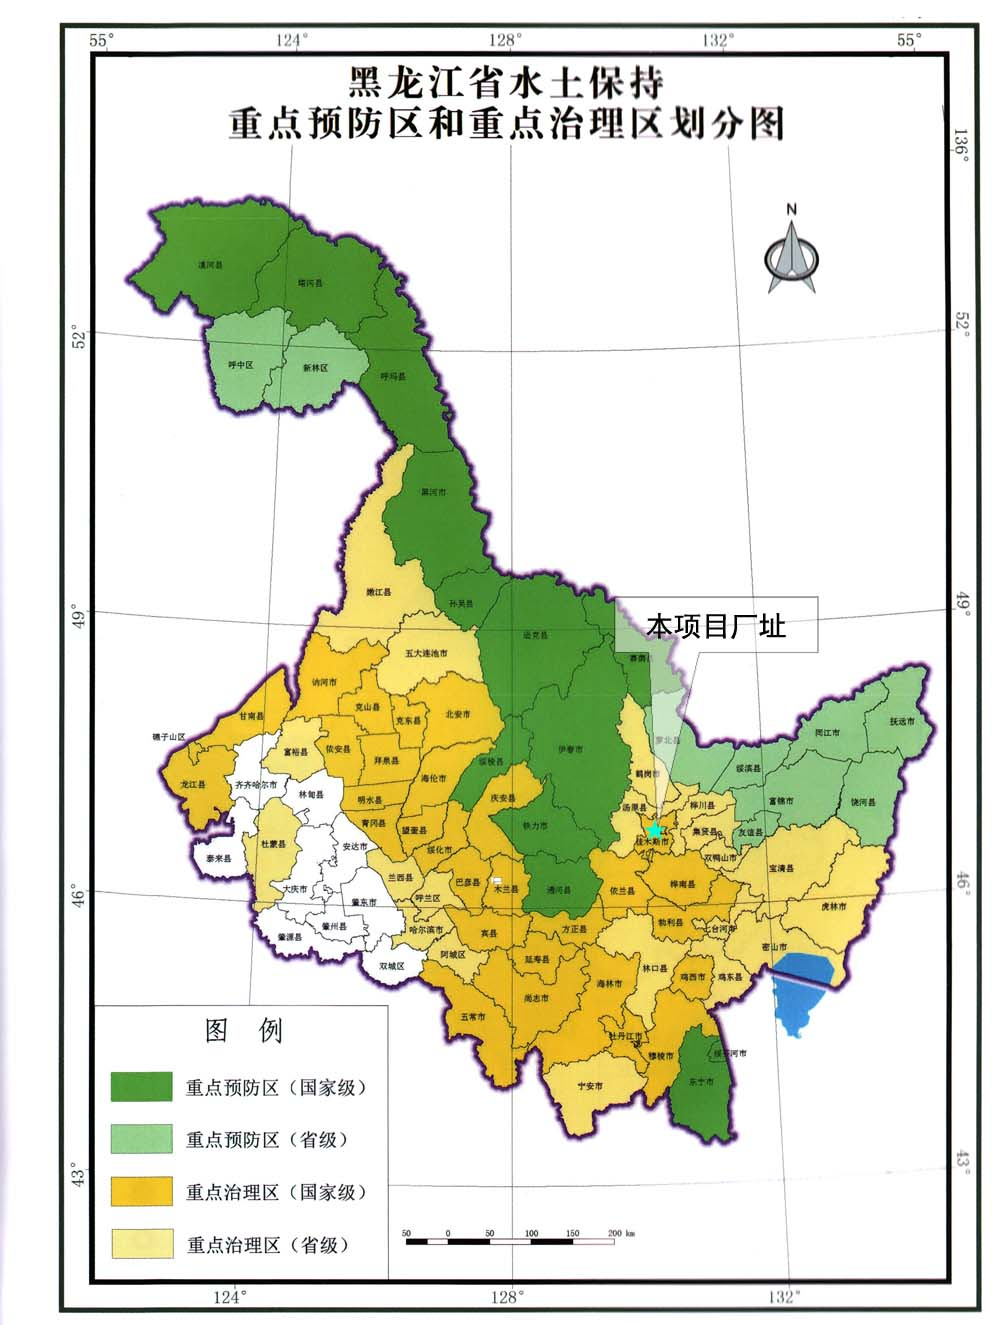 55°
124°
128°
132°
55°
黑龙江省水土保持
重点预防区和重点治理区划分图
136°
N
漠河县
塔河县
52°
52°
呼中区
新林区
呼玛县
黑河市
嫩江县
孙吴县
49°
49°
逊克县
本项目厂址
嘉荫县
五大连池市
讷河市
甘南县
克山县
克东县
北安市
抚远市
同江市
碾子山区
富裕县
依安县
拜泉县
绥棱县
伊春市
萝北县
绥滨县
鹤岗市
龙江县
齐齐哈尔市
林甸县
海伦市
明水县
庆安县
汤原县
桦川县
富锦市
饶河县
青冈县
望奎县
铁力市
集贤县
友谊县
佳木斯市
泰来县
杜蒙县
安达市
绥化市
双鸭山市
宝清县
46°
46°
大庆市
兰西县
巴彦县
木兰县
通河县
依兰县
桦南县
肇东市
呼兰区
虎林市
肇源县
肇州县
哈尔滨市
宾县
方正县
勃利县
七台河市
密山市
双城区
阿城区
延寿县
林口县
鸡西市
鸡东县
尚志市
海林市
五常市
牡丹江市
穆棱市
绥芬河市
宁安市
东宁市
图 例
重点预防区（国家级）
重点预防区（省级）
重点治理区（国家级）
重点治理区（省级）
43°
43°
50 0 50 100 150 200 km
124°
128°
132°